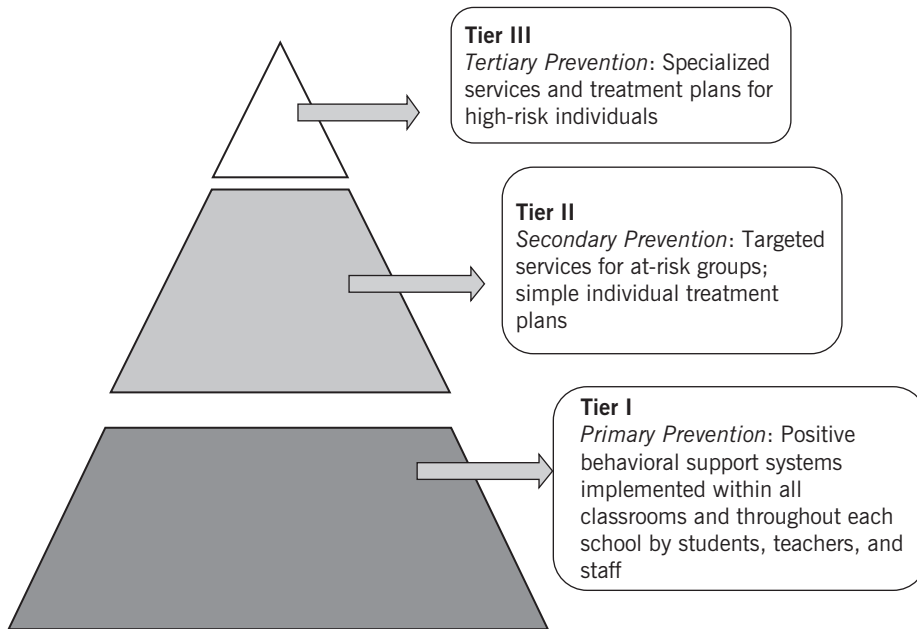 Tier III
Tertiary Prevention: Specialized
services and treatment plans for
high-risk individuals
Tier II
Secondary Prevention: Targeted
services for at-risk groups;
simple individual treatment
plans
Tier I
Primary Prevention: Positive
behavioral support systems
implemented within all
classrooms and throughout each
school by students, teachers, and
staff